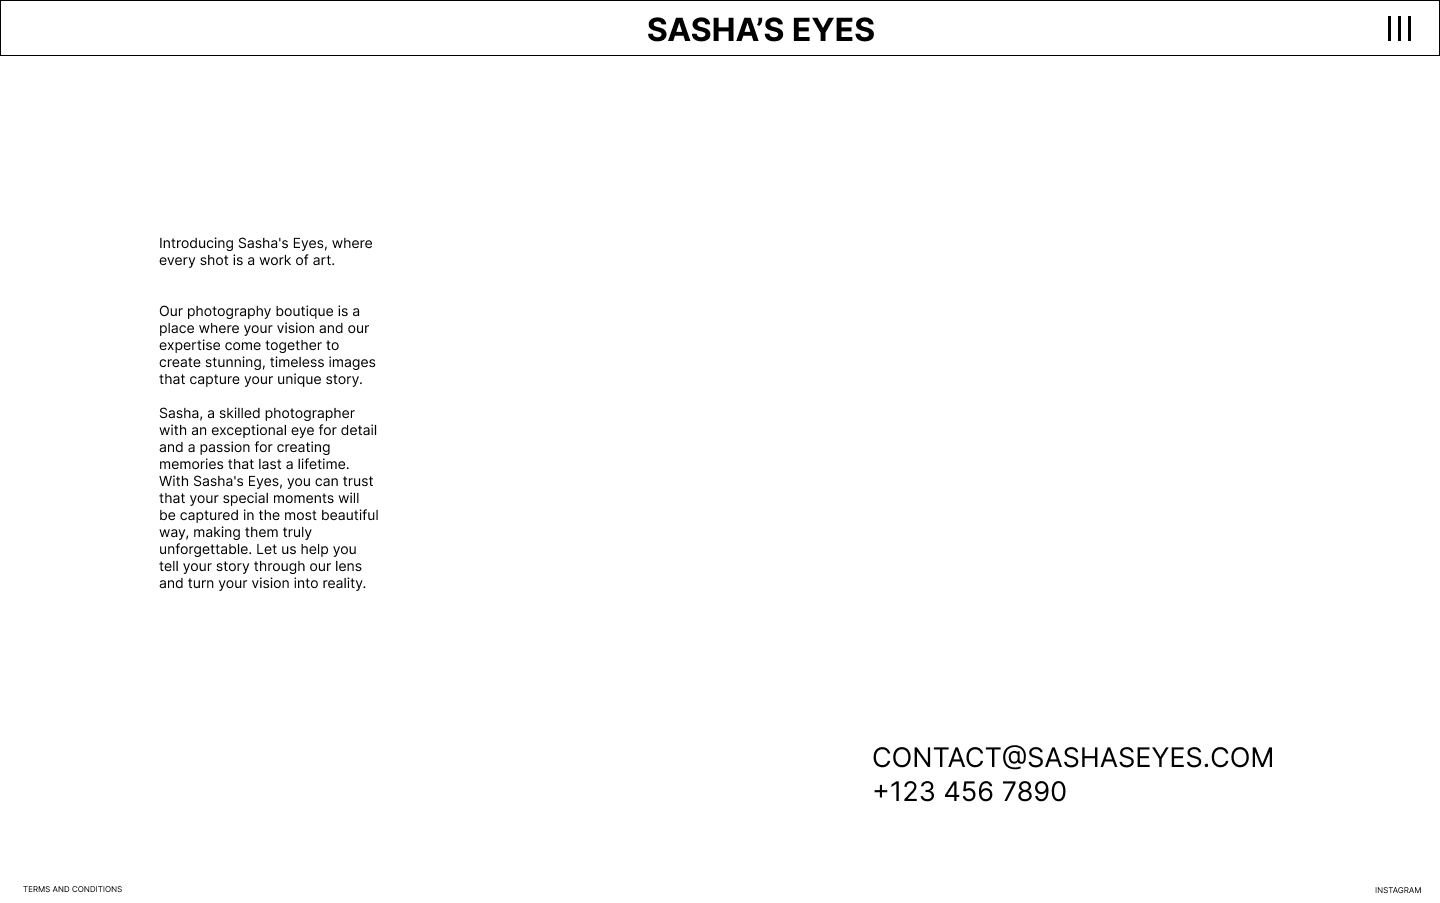 SASHA’S EYES
Introducing Sasha's Eyes, where
every shot is a work of art.
Our photography boutique is a
place where your vision and our
expertise come together to
create stunning, timeless images
that capture your unique story.
Sasha, a skilled photographer
with an exceptional eye for detail
and a passion for creating
memories that last a lifetime.
With Sasha's Eyes, you can trust
that your special moments will
be captured in the most beautiful
way, making them truly
unforgettable. Let us help you
tell your story through our lens
and turn your vision into reality.
CONTACT@SASHASEYES.COM
+123 456 7890
TERMS AND CONDITIONS
INSTAGRAM